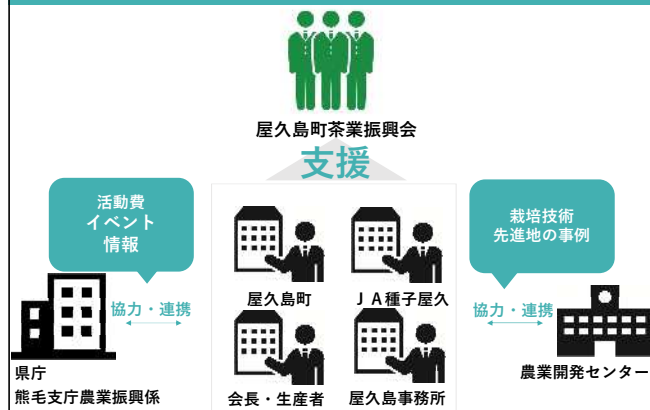 屋久島町茶業振興会
支援
活動費
イベント
情報
栽培技術
先進地の事例
屋久島町
ＪＡ種子屋久
協力・連携
協力・連携
県庁
熊毛支庁農業振興係
会長・生産者
屋久島事務所
農業開発センター